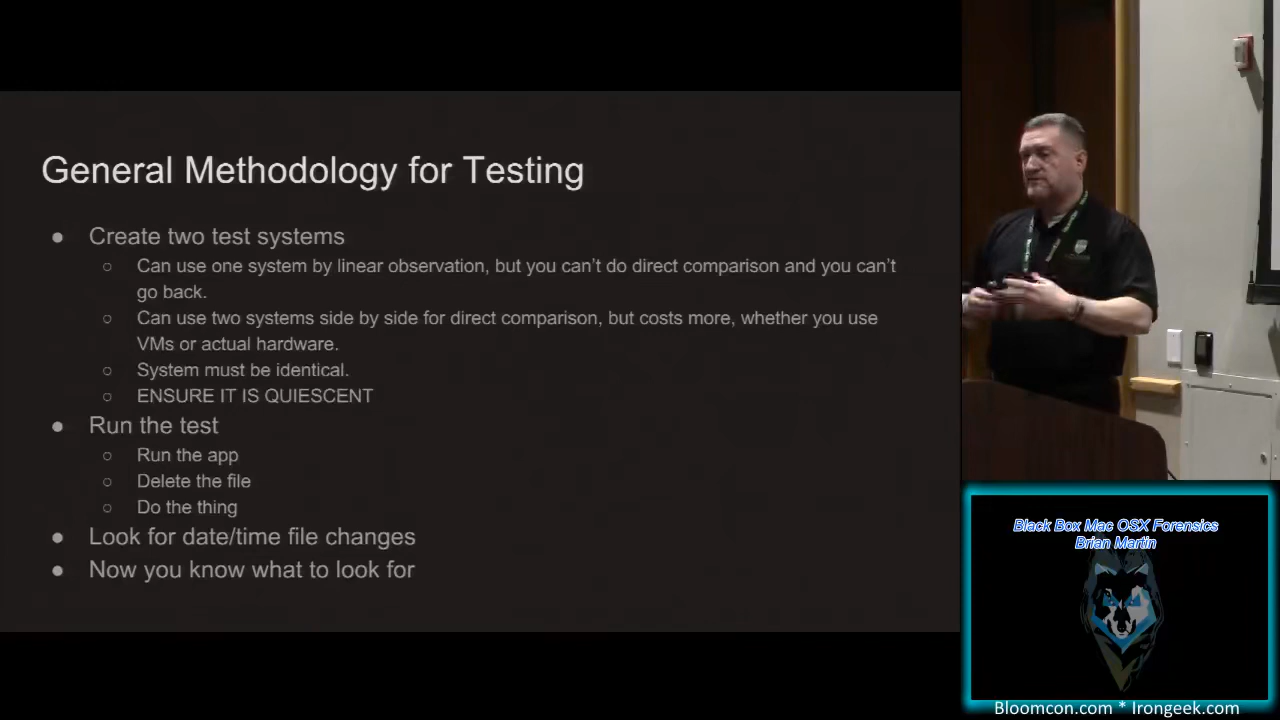 General Methodology for Testing
● Create two test systems
○ Can use one system by linear observation, but you can't do direct comparison and you can't
go back.
○ Can use two systems side by side for direct comparison, but costs more, whether you use
VMs or actual hardware.
○ System must be identical.
○ ENSURE IT IS QUIESCENT
● Run the test
○ Run the app
○ Delete the file
○ Do the thing
● Look for date/time file changes
● Now you know what to look for
Black Box Mac OSX Forensics
Brian Martin
Bloomcon.com * Irongeek.com